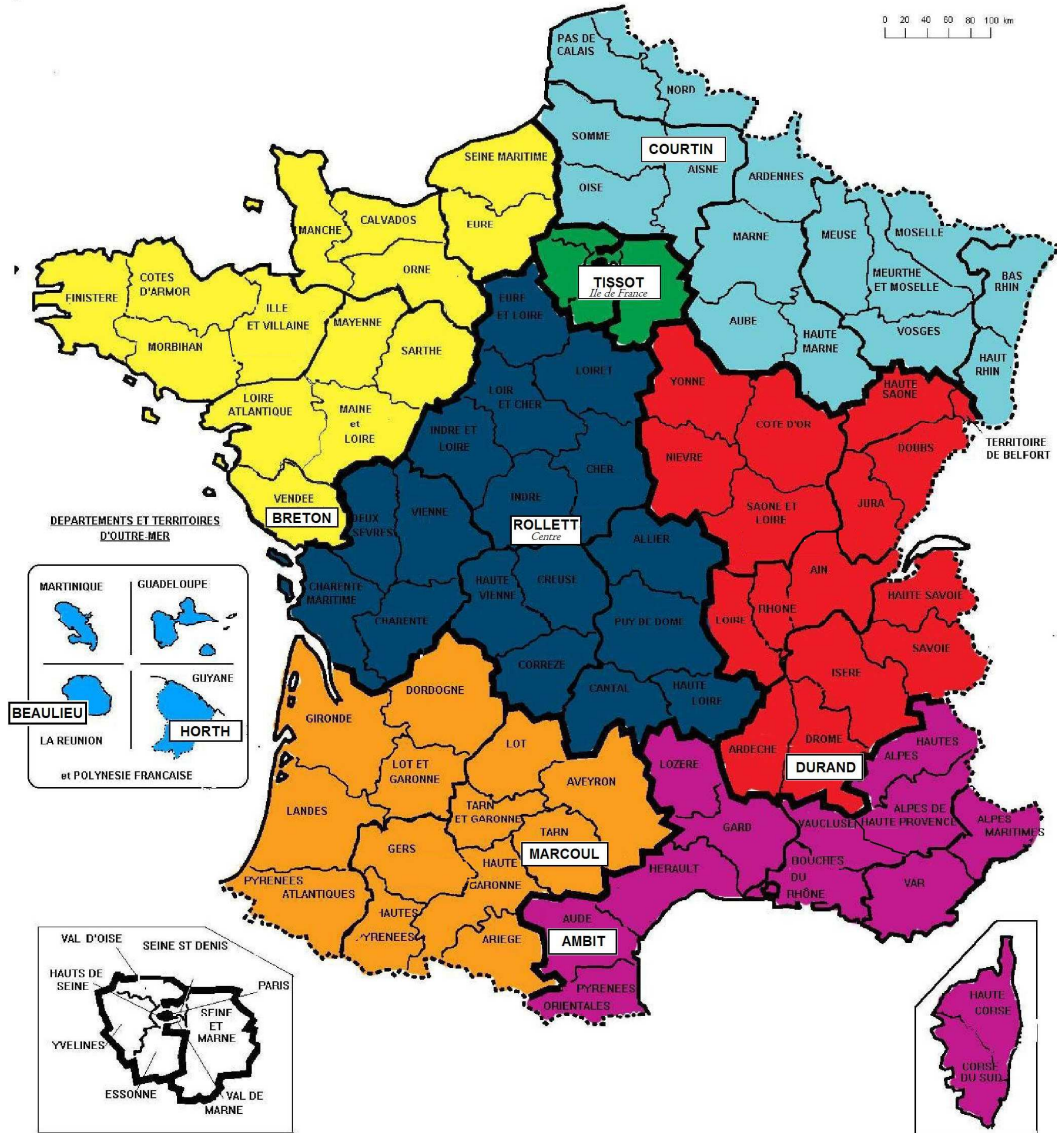 0 20 40 60 80 100 km
PAS DE
CALAIS
NORD
SOMME
COURTIN
AISNE
ARDENNES
OISE
SEINE MARITIME
EURE
CALVADOS
MANCHE
ORNE
MARNE
MEUSE
MOSELLE
MEURTHE
ET MOSELLE
BAS
RHIN
TISSOT
Ile de France
AUBE
HAUTE
MARNE
VOSGES
HAUT
RHIN
FINISTERE
COTES
D'ARMOR
ILLE
ET VILLAINE
MORBIHAN
MAYENNE
SARTHE
LOIRE
ATLANTIQUE
MAINE
et
LOIRE
VENDEE
BRETON
EURE
ET LOIRE
LOIRET
LOIR
ET CHER
INDRE ET
LOIRE
CHER
INDRE
ROLLETT
Centre
YONNE
COTE D'OR
HAUTE
SAONE
TERRITOIRE
DE BELFORT
DOUBS
NIEVRE
JURA
SAONE ET
LOIRE
DEUX
SEVRES
VIENNE
ALLIER
AIN
HAUTE SAVOIE
CHARENTE
MARITIME
CHARENTE
HAUTE
VIENNE
CREUSE
PUY DE DOME
LOIRE
RHONE
SAVOIE
ISERE
CORREZE
CANTAL
HAUTE
LOIRE
ARDECHE
DROME
DURAND
DEPARTEMENTS ET TERRITOIRES
D'OUTRE-MER
MARTINIQUE
GUADELOUPE
BEAULIEU
LA REUNION
GUYANE
HORTH
et POLYNESIE FRANCAISE
DORDOGNE
GIRONDE
LOT
LOT ET
GARONNE
AVEYRON
LANDES
TARN
ET GARONNE
TARN
MARCOUL
GERS
HAUTE
GARONNE
PYRENEES
ATLANTIQUES
HAUTES
PYRENEES
ARIEGE
LOZERE
GARD
HERAULT
VAUCLUSE
HAUTES
ALPES
ALPES DE
HAUTE PROVENC
ALPES
MARITIMES
BOUCHES
DU
RHÔNE
VAR
AUDE
AMBIT
PYRENEES
ORIENTALES
VAL D'OISE
SEINE ST DENIS
HAUTS DE
SEINE
PARIS
SEINE
ET
MARNE
YVELINES
ESSONNE
VAL DE
MARNE
HAUTE
CORSE
CORSE
DU SUD